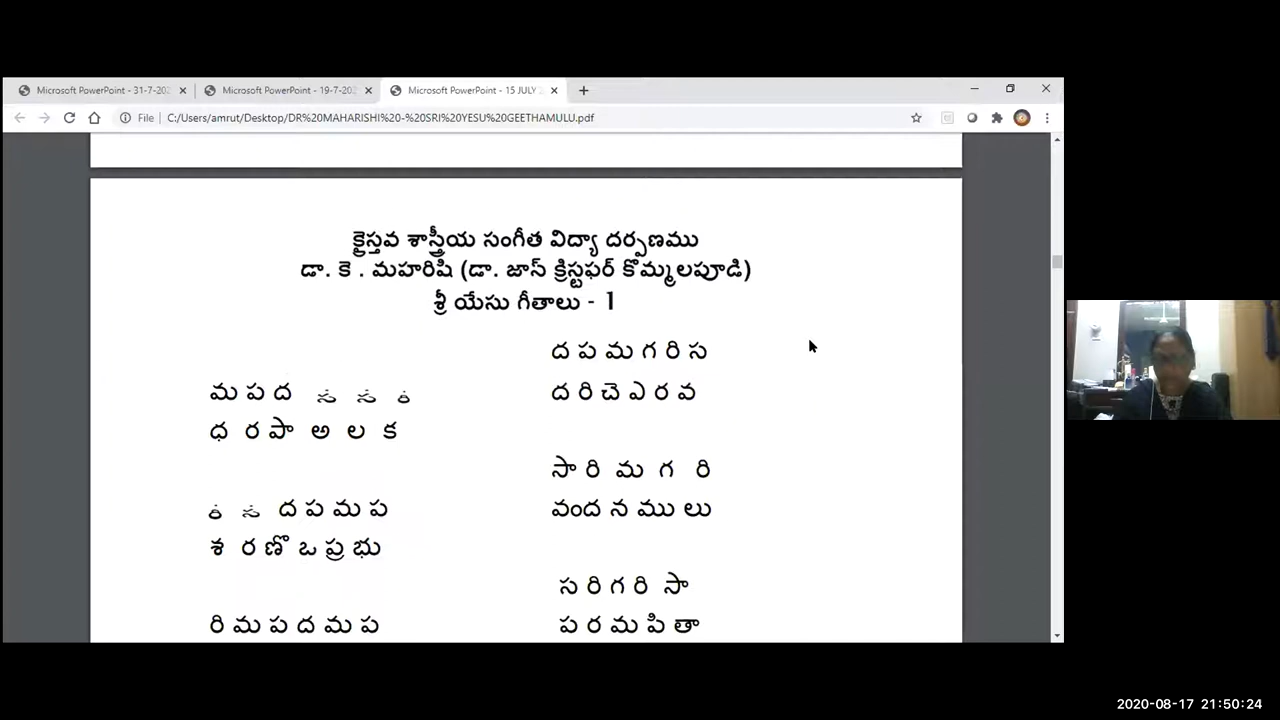 Microsoft PowerPoint - 31-7-202
Microsoft PowerPoint - 19-7-202
Microsoft PowerPoint - 15 JULY
File
C:/Users/amrut/Desktop/DR%20MAHARISHI%20-%20SRI%20YESU%20GEETHAMULU.pdf
క్రైస్తవ శాస్త్రీయ సంగీత విద్యా దర్పణము
డా. కె . మహరిషి (డా. జాస్ క్రిస్టఫర్ కొమ్మలపూడి)
శ్రీ యేసు గీతాలు - 1
ద ప మ గ రి స
మ ప ద స స రి ద రి చె ఎ ర వ
ధ ర పా అ ల క
సా రి మ గ రి
రి స ద ప మ ప వంద న ము లు
శ ర ణొ ఒ ప్ర భు
స రి గ రి సా
రి మ ప ద మ ప ప ర మ పి తా
2020-08-17 21:50:24